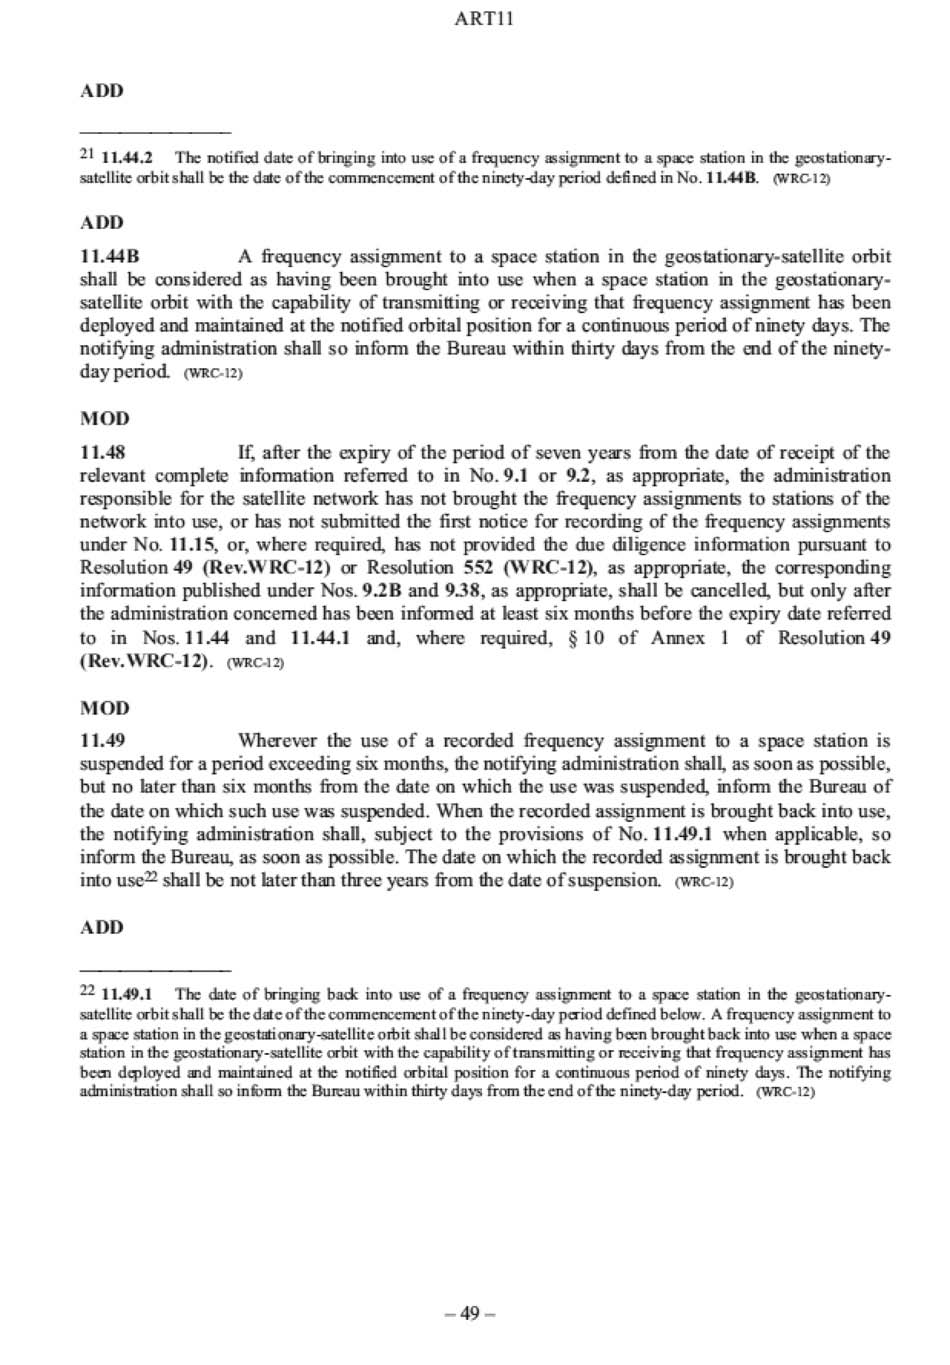 ART11
ADD
21 11.44.2 The notified date of bringing into use of a frequency assignment to a space station in the geostationary-
satellite orbit shall be the date of the commencement of the ninety-day period defined in No. 11.44B. (WRC-12)
ADD
11.44B A frequency assignment to a space station in the geostationary-satellite orbit
shall be considered as having been brought into use when a space station in the geostationary-
satellite orbit with the capability of transmitting or receiving that frequency assignment has been
deployed and maintained at the notified orbital position for a continuous period of ninety days. The
notifying administration shall so inform the Bureau within thirty days from the end of the ninety-
day period. (WRC-12)
MOD
11.48 If, after the expiry of the period of seven years from the date of receipt of the
relevant complete information referred to in No. 9.1 or 9.2, as appropriate, the administration
responsible for the satellite network has not brought the frequency assignments to stations of the
network into use, or has not submitted the first notice for recording of the frequency assignments
under No. 11.15, or, where required, has not provided the due diligence information pursuant to
Resolution 49 (Rev.WRC-12) or Resolution 552 (WRC-12), as appropriate, the corresponding
information published under Nos. 9.2B and 9.38, as appropriate, shall be cancelled, but only after
the administration concerned has been informed at least six months before the expiry date referred
to in Nos. 11.44 and 11.44.1 and, where required, § 10 of Annex 1 of Resolution 49
(Rev.WRC-12). (WRC-12)
MOD
11.49 Wherever the use of a recorded frequency assignment to a space station is
suspended for a period exceeding six months, the notifying administration shall, as soon as possible,
but no later than six months from the date on which the use was suspended, inform the Bureau of
the date on which such use was suspended. When the recorded assignment is brought back into use,
the notifying administration shall, subject to the provisions of No. 11.49.1 when applicable, so
inform the Bureau, as soon as possible. The date on which the recorded assignment is brought back
into use22 shall be not later than three years from the date of suspension. (WRC-12)
ADD
22 11.49.1 The date of bringing back into use of a frequency assignment to a space station in the geostationary-
satellite orbit shall be the date of the commencement of the ninety-day period defined below. A frequency assignment to
a space station in the geostationary-satellite orbit shall be considered as having been brought back into use when a space
station in the geostationary-satellite orbit with the capability of transmitting or receiving that frequency assignment has
been deployed and maintained at the notified orbital position for a continuous period of ninety days. The notifying
administration shall so inform the Bureau within thirty days from the end of the ninety-day period. (WRC-12)
– 49 –